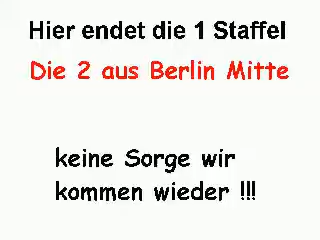 Hier endet die 1 Staffel
Die 2 aus Berlin Mitte
keine Sorge wir
kommen wieder !!!